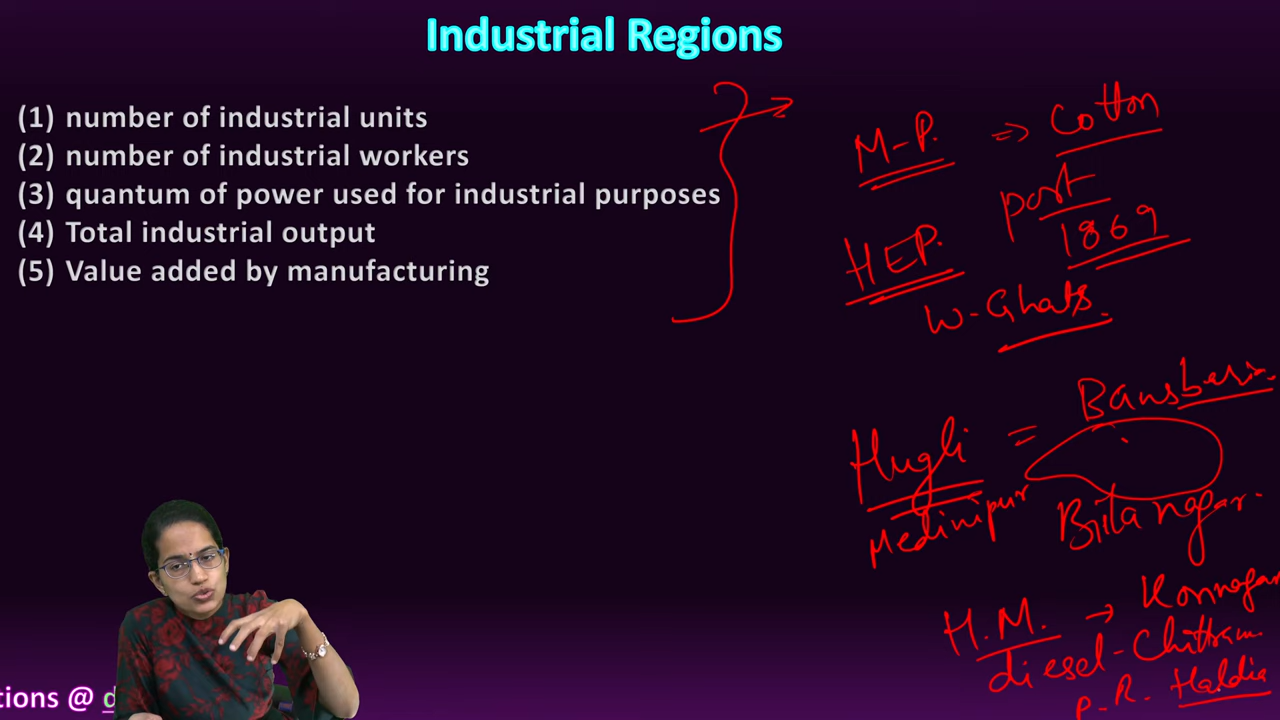 Industrial Regions
(1) number of industrial units
(2) number of industrial workers
(3) quantum of power used for industrial purposes
(4) Total industrial output
(5) Value added by manufacturing
M-P. => Cotton
port
1869
HEP.
W-Ghats.
Hugli = Bansberia.
Medinipur
Birlanagar.
H.M. → Konnagar
diesel - Chittran.
P.R. Haldia
tions @ d